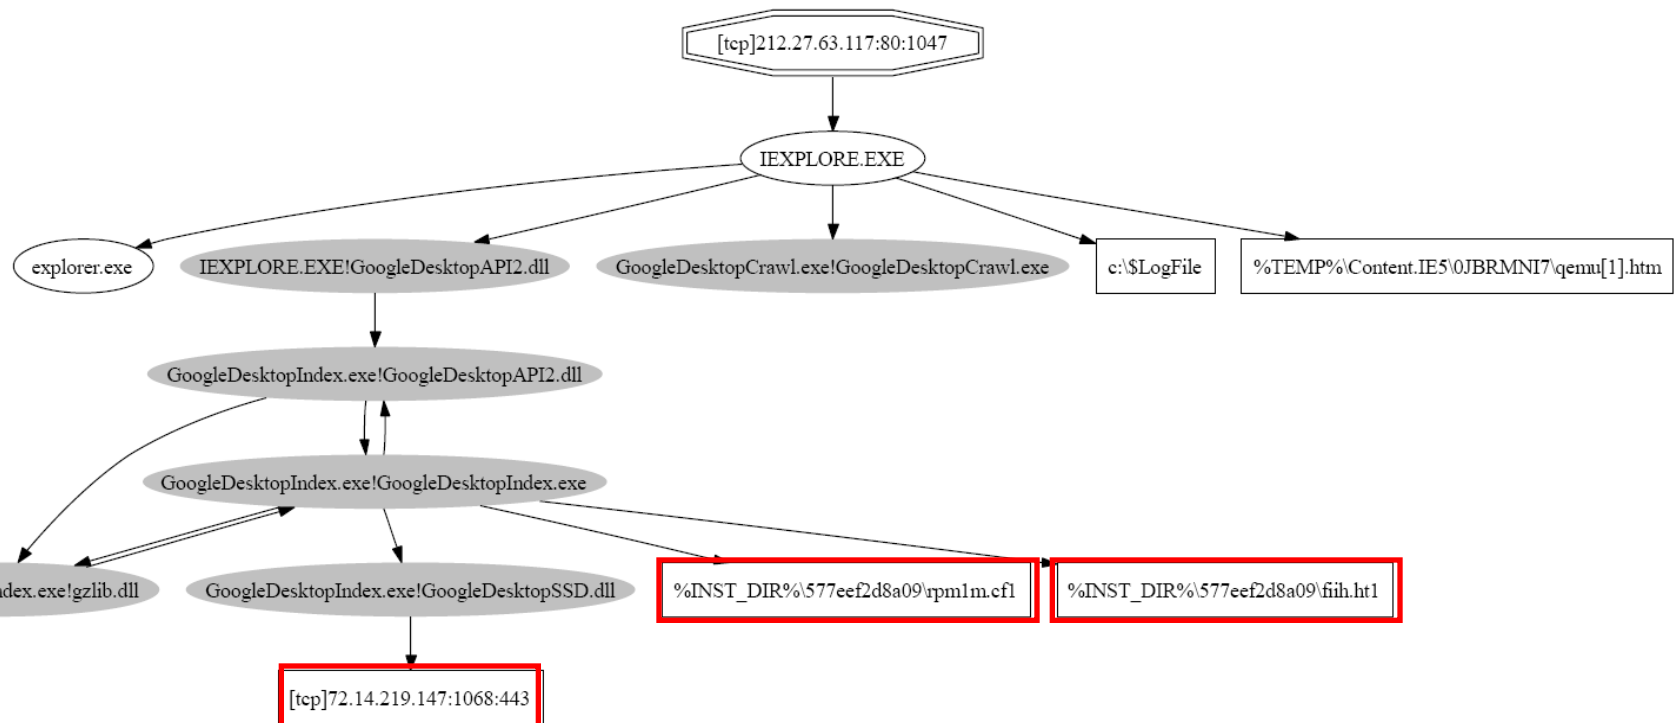 [tcp]212.27.63.117:80:1047
IEXPLORE.EXE
explorer.exe
IEXPLORE.EXE!GoogleDesktopAPI2.dll
GoogleDesktopCrawl.exe!GoogleDesktopCrawl.exe
c:\$LogFile
%TEMP%\Content.IE5\0JBRMNI7\qemu[1].htm
GoogleDesktopIndex.exe!GoogleDesktopAPI2.dll
GoogleDesktopIndex.exe!GoogleDesktopIndex.exe
dex.exe!gzlib.dll
GoogleDesktopIndex.exe!GoogleDesktopSSD.dll
%INST_DIR%\577eef2d8a09\rpm1m.cf1
%INST_DIR%\577eef2d8a09\fiih.ht1
[tcp]72.14.219.147:1068:443